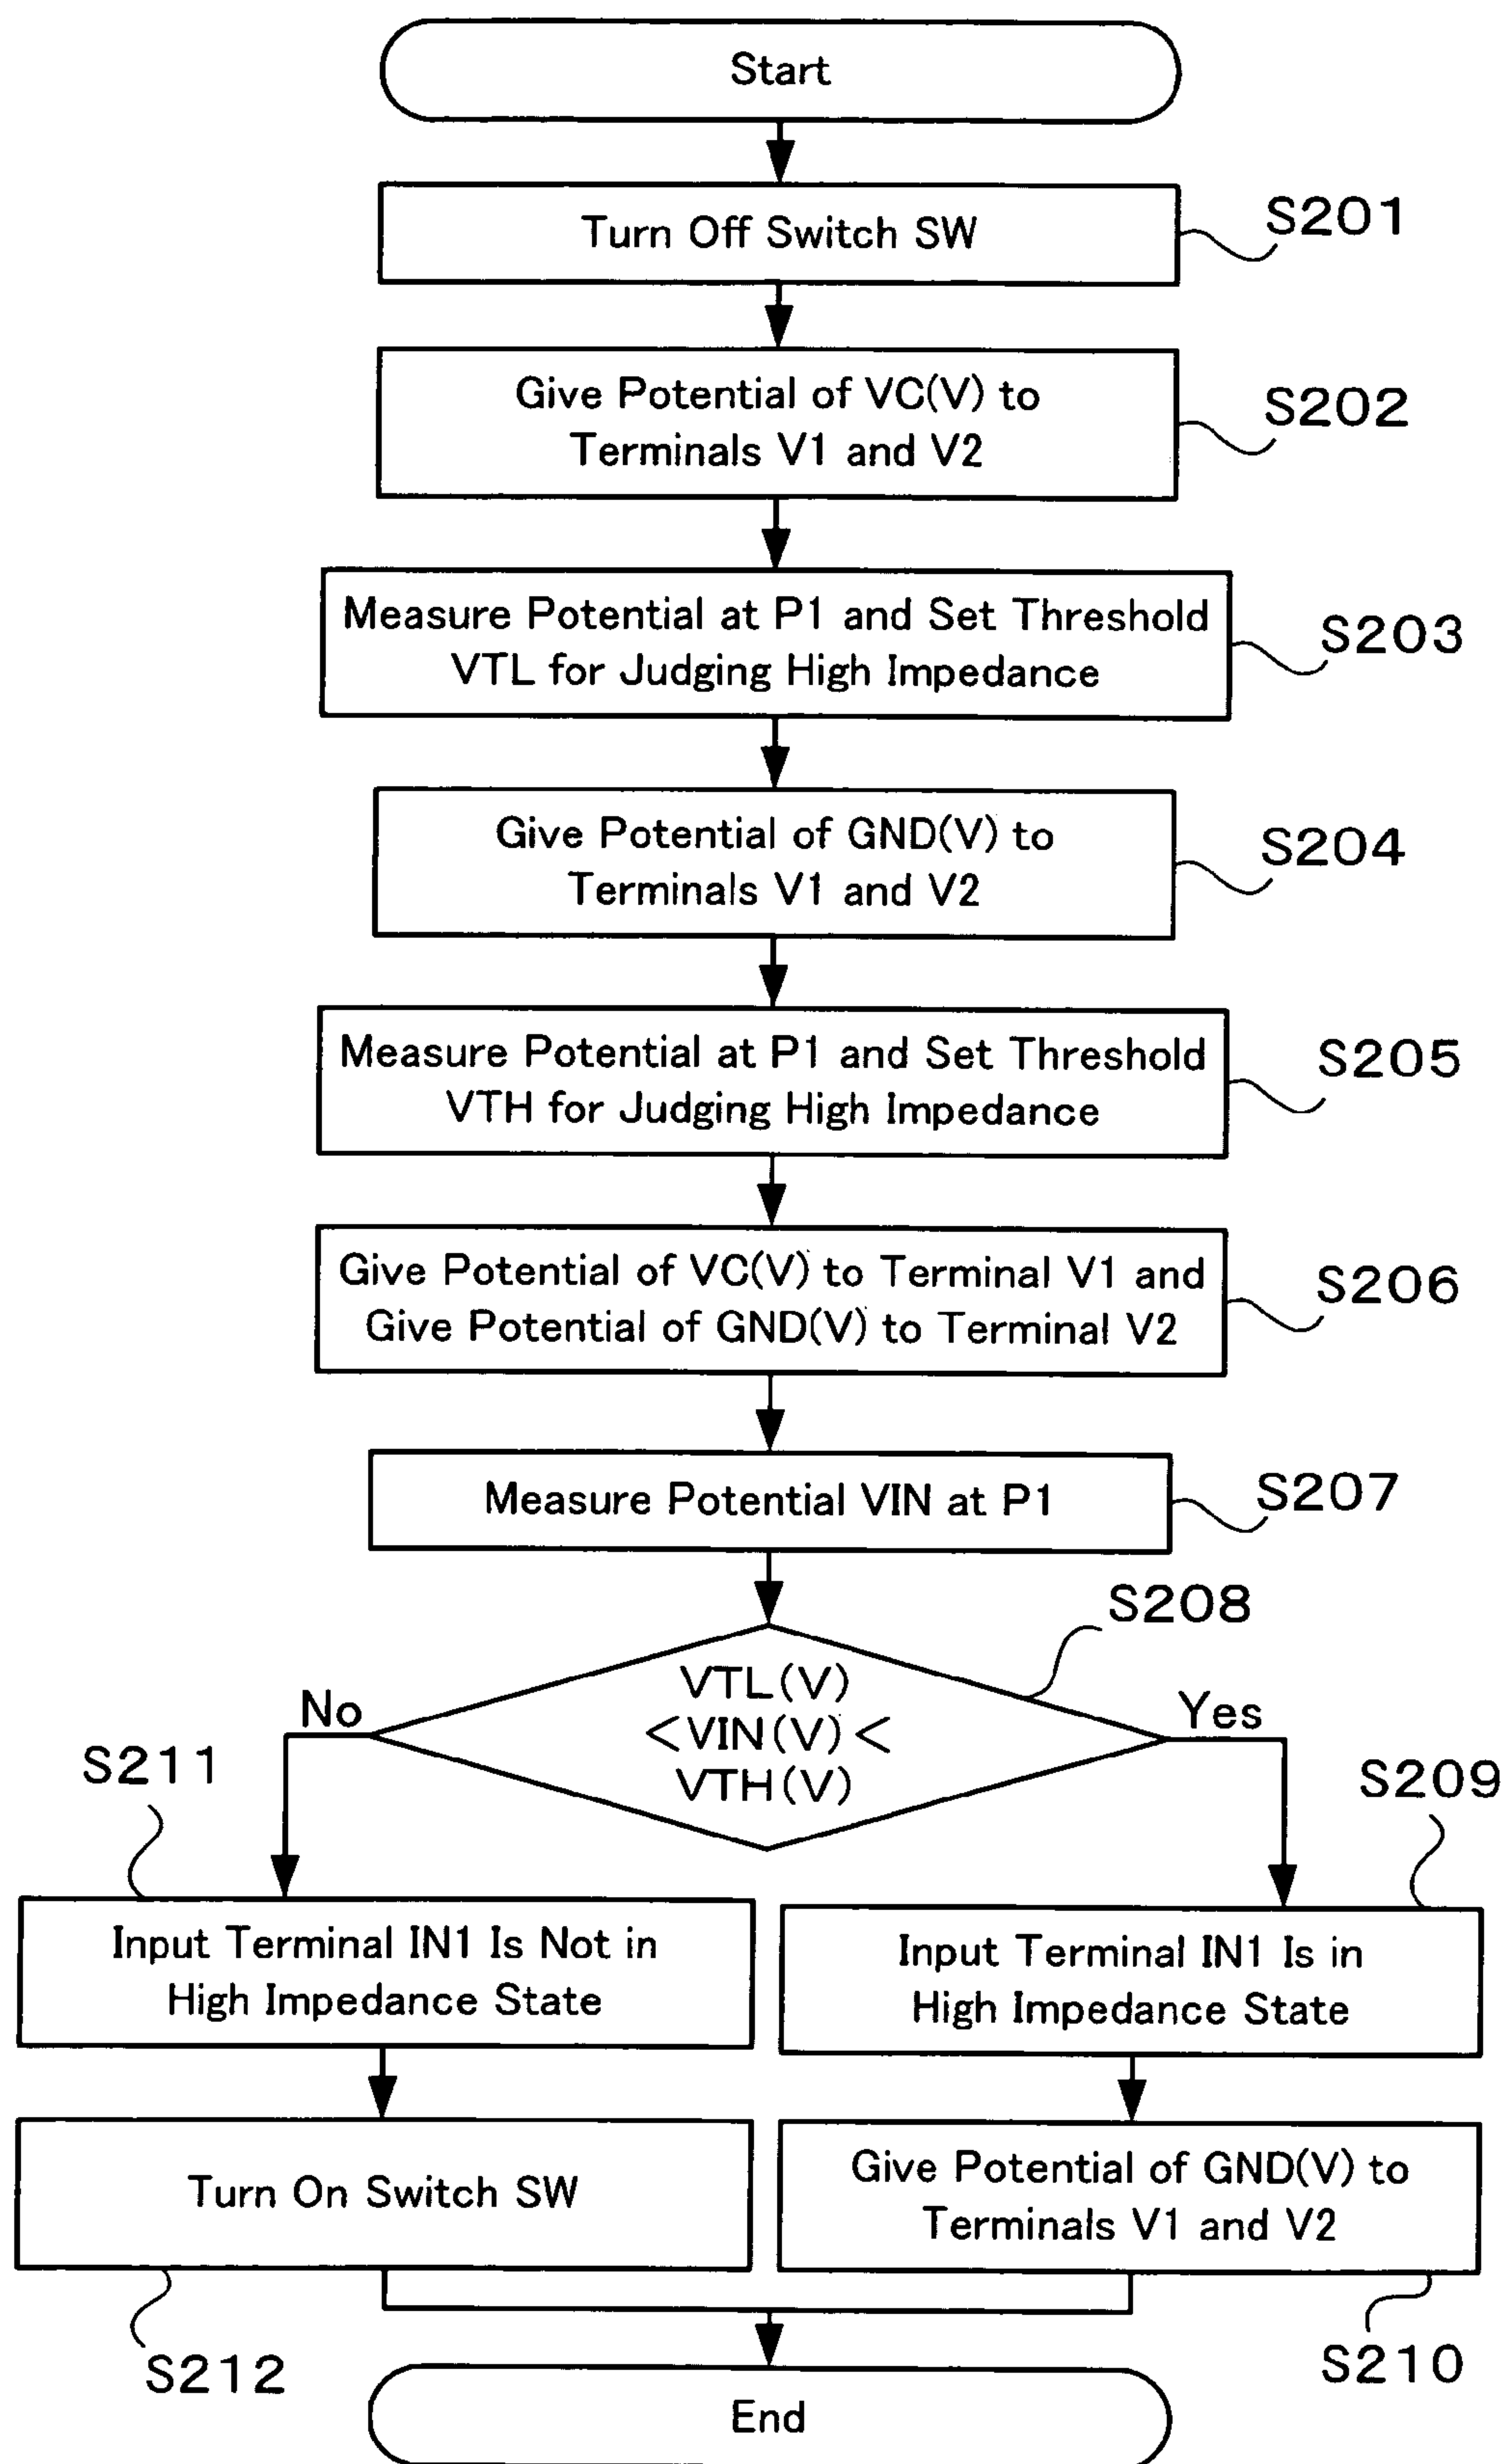 Start
Turn Off Switch SW
S201
Give Potential of VC(V) to
Terminals V1 and V2
S202
Measure Potential at P1 and Set Threshold
VTL for Judging High Impedance
S203
Give Potential of GND(V) to
Terminals V1 and V2
S204
Measure Potential at P1 and Set Threshold
VTH for Judging High Impedance
S205
Give Potential of VC(V) to Terminal V1 and
Give Potential of GND(V) to Terminal V2
S206
Measure Potential VIN at P1
S207
S208
VTL(V)
<VIN(V)<
VTH(V)
No
Yes
S211
S209
Input Terminal IN1 Is Not in
High Impedance State
Input Terminal IN1 Is in
High Impedance State
Turn On Switch SW
Give Potential of GND(V) to
Terminals V1 and V2
S212
S210
End